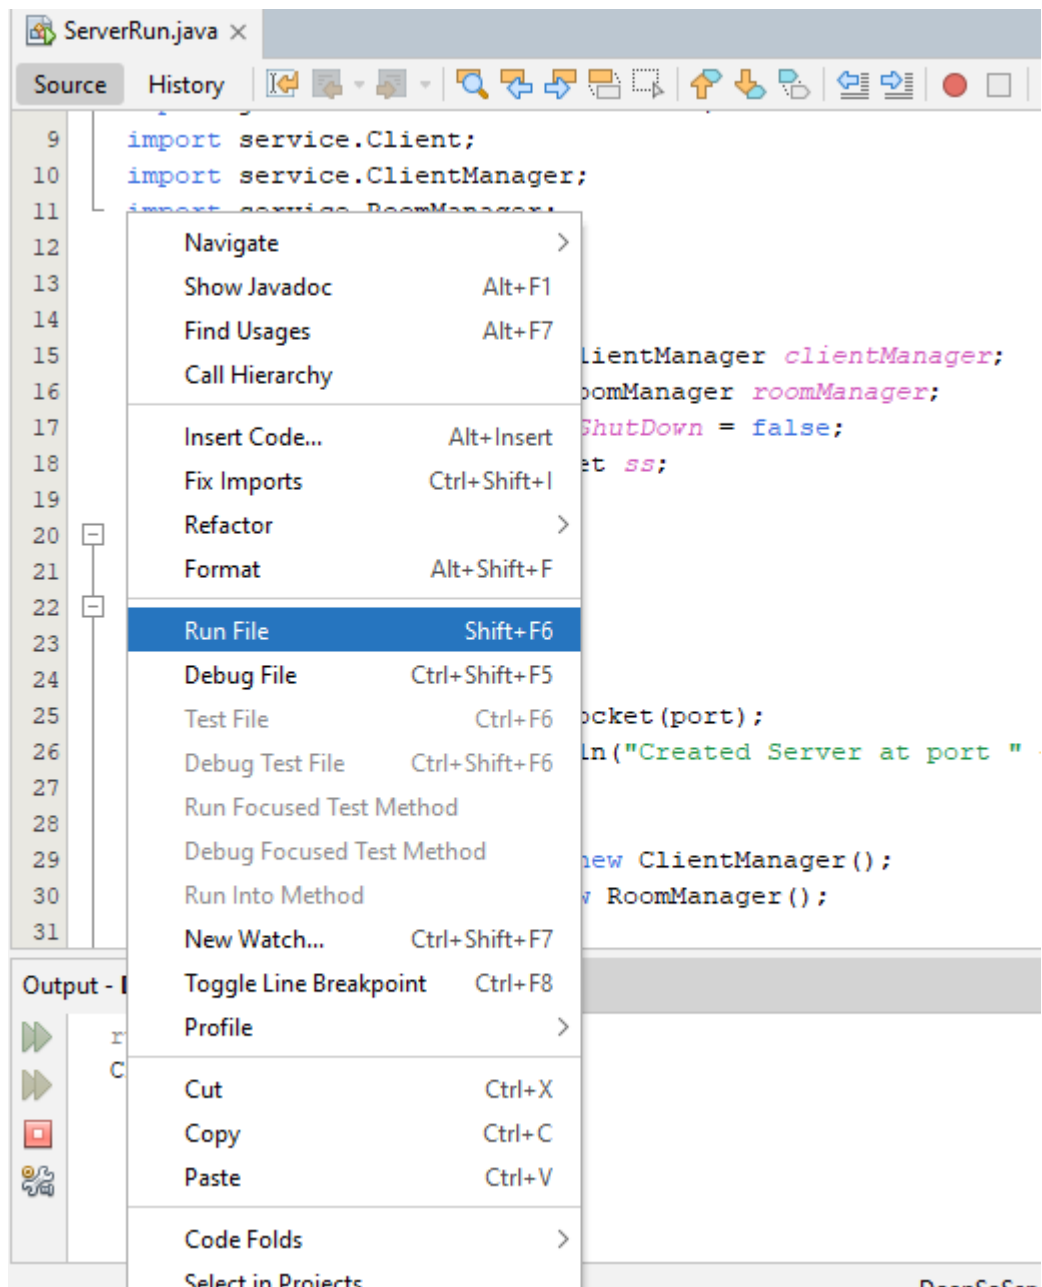 ServerRun.java
Source History
9 import service.Client;
10 import service.ClientManager;
11 import service.RoomManager;
12
13
14
15 lientManager clientManager;
16 oomManager roomManager;
17 ShutDown = false;
18 et ss;
19
20
21
22
23
24
25 ocket(port);
26 ln("Created Server at port "
27
28
29 new ClientManager();
30 RoomManager();
31
Navigate
Show Javadoc Alt+F1
Find Usages Alt+F7
Call Hierarchy
Insert Code... Alt+Insert
Fix Imports Ctrl+Shift+I
Refactor
Format Alt+Shift+F
Run File Shift+F6
Debug File Ctrl+Shift+F5
Test File Ctrl+F6
Debug Test File Ctrl+Shift+F6
Run Focused Test Method
Debug Focused Test Method
Run Into Method
New Watch... Ctrl+Shift+F7
Toggle Line Breakpoint Ctrl+F8
Profile
Cut Ctrl+X
Copy Ctrl+C
Paste Ctrl+V
Code Folds
Select in Projects
Output -
r
C